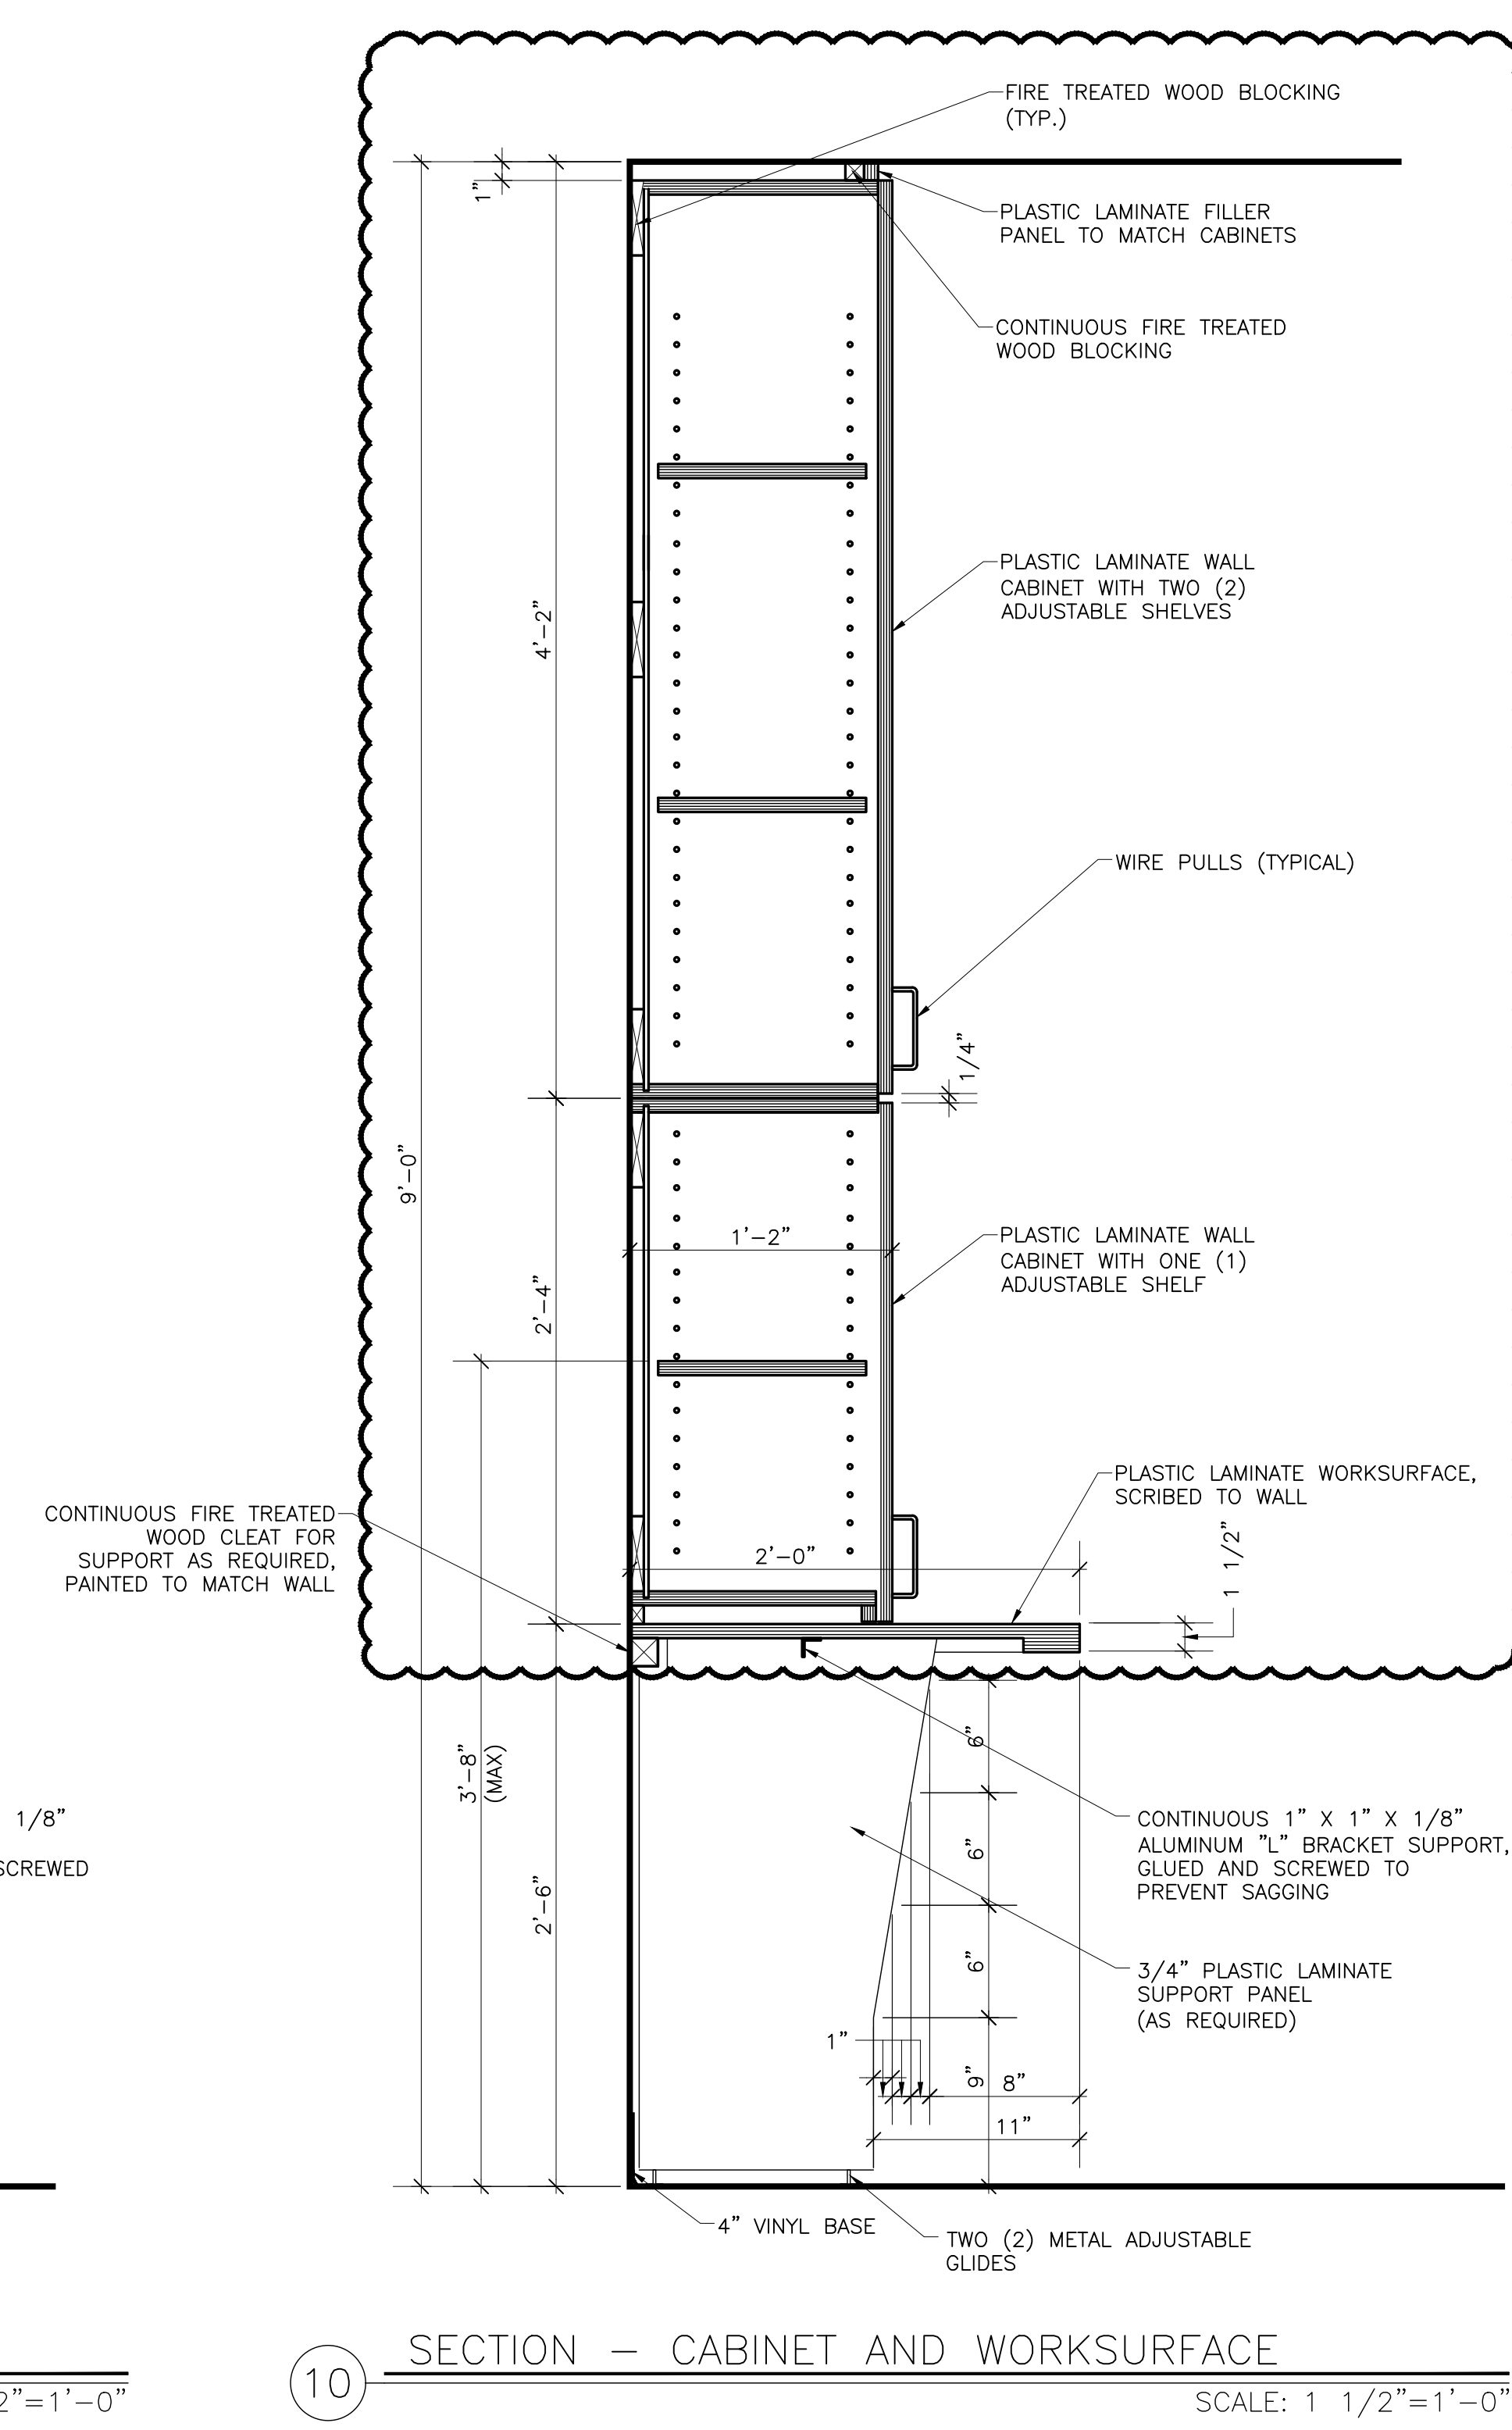 FIRE TREATED WOOD BLOCKING
(TYP.)
1"
PLASTIC LAMINATE FILLER
PANEL TO MATCH CABINETS
CONTINUOUS FIRE TREATED
WOOD BLOCKING
PLASTIC LAMINATE WALL
CABINET WITH TWO (2)
ADJUSTABLE SHELVES
4'-2"
WIRE PULLS (TYPICAL)
1/4"
9'-0"
1'-2"
PLASTIC LAMINATE WALL
CABINET WITH ONE (1)
ADJUSTABLE SHELF
2'-4"
PLASTIC LAMINATE WORKSURFACE,
SCRIBED TO WALL
CONTINUOUS FIRE TREATED
WOOD CLEAT FOR
SUPPORT AS REQUIRED,
PAINTED TO MATCH WALL
2'-0"
1 1/2"
6"
3'-8"
(MAX)
1/8"
SCREWED
CONTINUOUS 1" X 1" X 1/8"
ALUMINUM "L" BRACKET SUPPORT,
GLUED AND SCREWED TO
PREVENT SAGGING
6"
2'-6"
6"
3/4" PLASTIC LAMINATE
SUPPORT PANEL
(AS REQUIRED)
1"
9"
8"
11"
4" VINYL BASE
TWO (2) METAL ADJUSTABLE
GLIDES
10
SECTION - CABINET AND WORKSURFACE
2"=1'-0"
SCALE: 1 1/2"=1'-0"